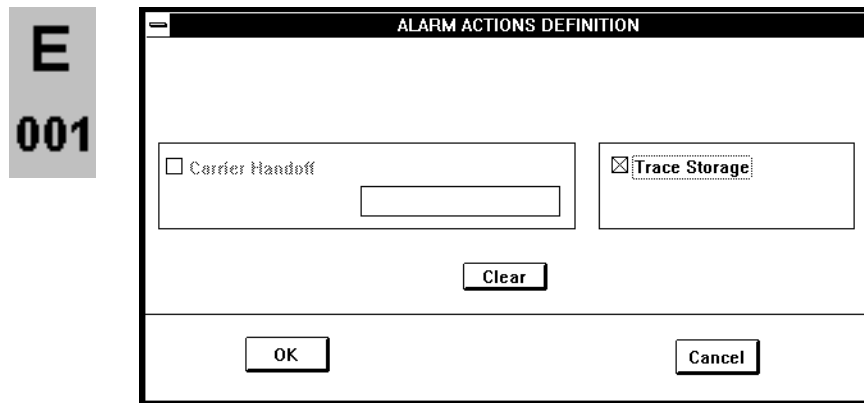 E
001
ALARM ACTIONS DEFINITION
Carrier Handoff
Trace Storage
Clear
OK
Cancel